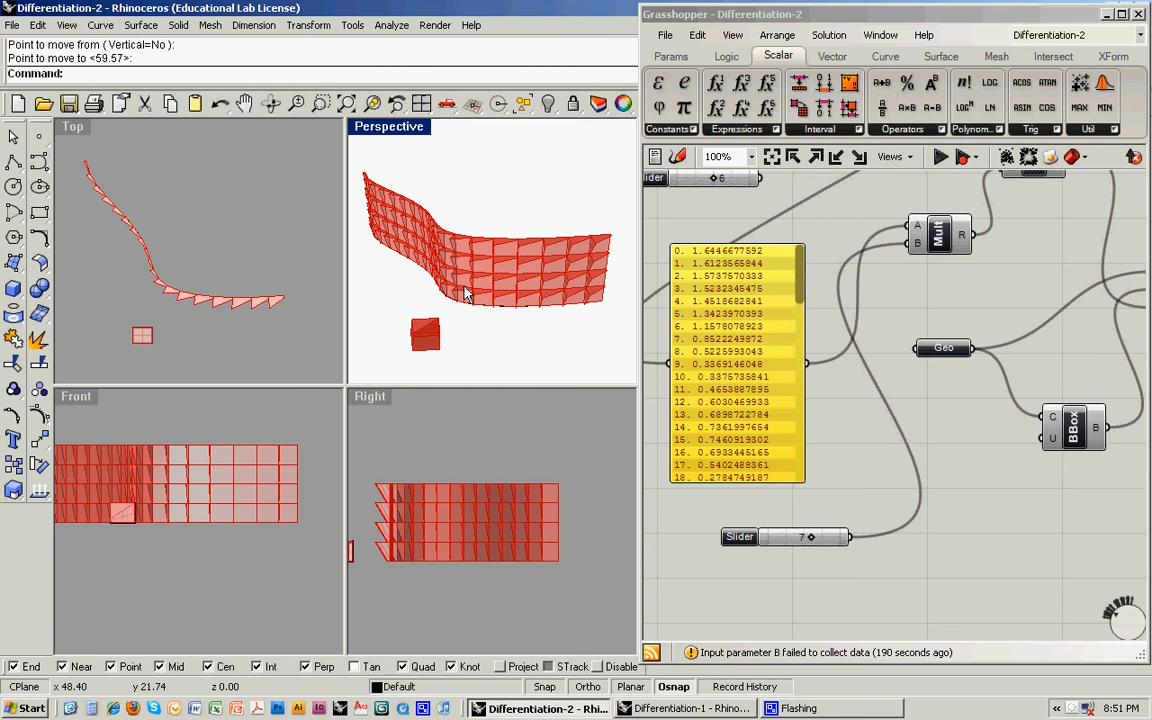 Differentiation-2 - Rhinoceros (Educational Lab License)
File Edit View Curve Surface Solid Mesh Dimension Transform Tools Analyze Render Help
Point to move from ( Vertical=No ):
Point to move to <59.57>:
Command:
Top
Perspective
Front
Right
End Near Point Mid Cen Int Perp Tan Quad Knot Project STrack Disable
CPlane x 48.40 y 21.74 z 0.00 Default Snap Ortho Planar Osnap Record History
Grasshopper - Differentiation-2
File Edit View Arrange Solution Window Help Differentiation-2
Params Logic Scalar Vector Curve Surface Mesh Intersect XForm
Constants Expressions Interval Operators Polynom... Trig Util
100% Views
lider 6
0. 1.6446677592
1. 1.6123565844
2. 1.5737570333
3. 1.5232345475
4. 1.4518682841
5. 1.3423970393
6. 1.1578078923
7. 0.8522249872
8. 0.5225993043
9. 0.3369146048
10. 0.3375735841
11. 0.4653887895
12. 0.6030469933
13. 0.6898722784
14. 0.7361997654
15. 0.7460919302
16. 0.6933445165
17. 0.5402488361
18. 0.2784749187
A B Mult R
Geo
C U BBox B
Slider 7
Input parameter B failed to collect data (190 seconds ago)
Start Differentiation-2 - Rhi... Differentiation-1 - Rhino... Flashing 8:51 PM